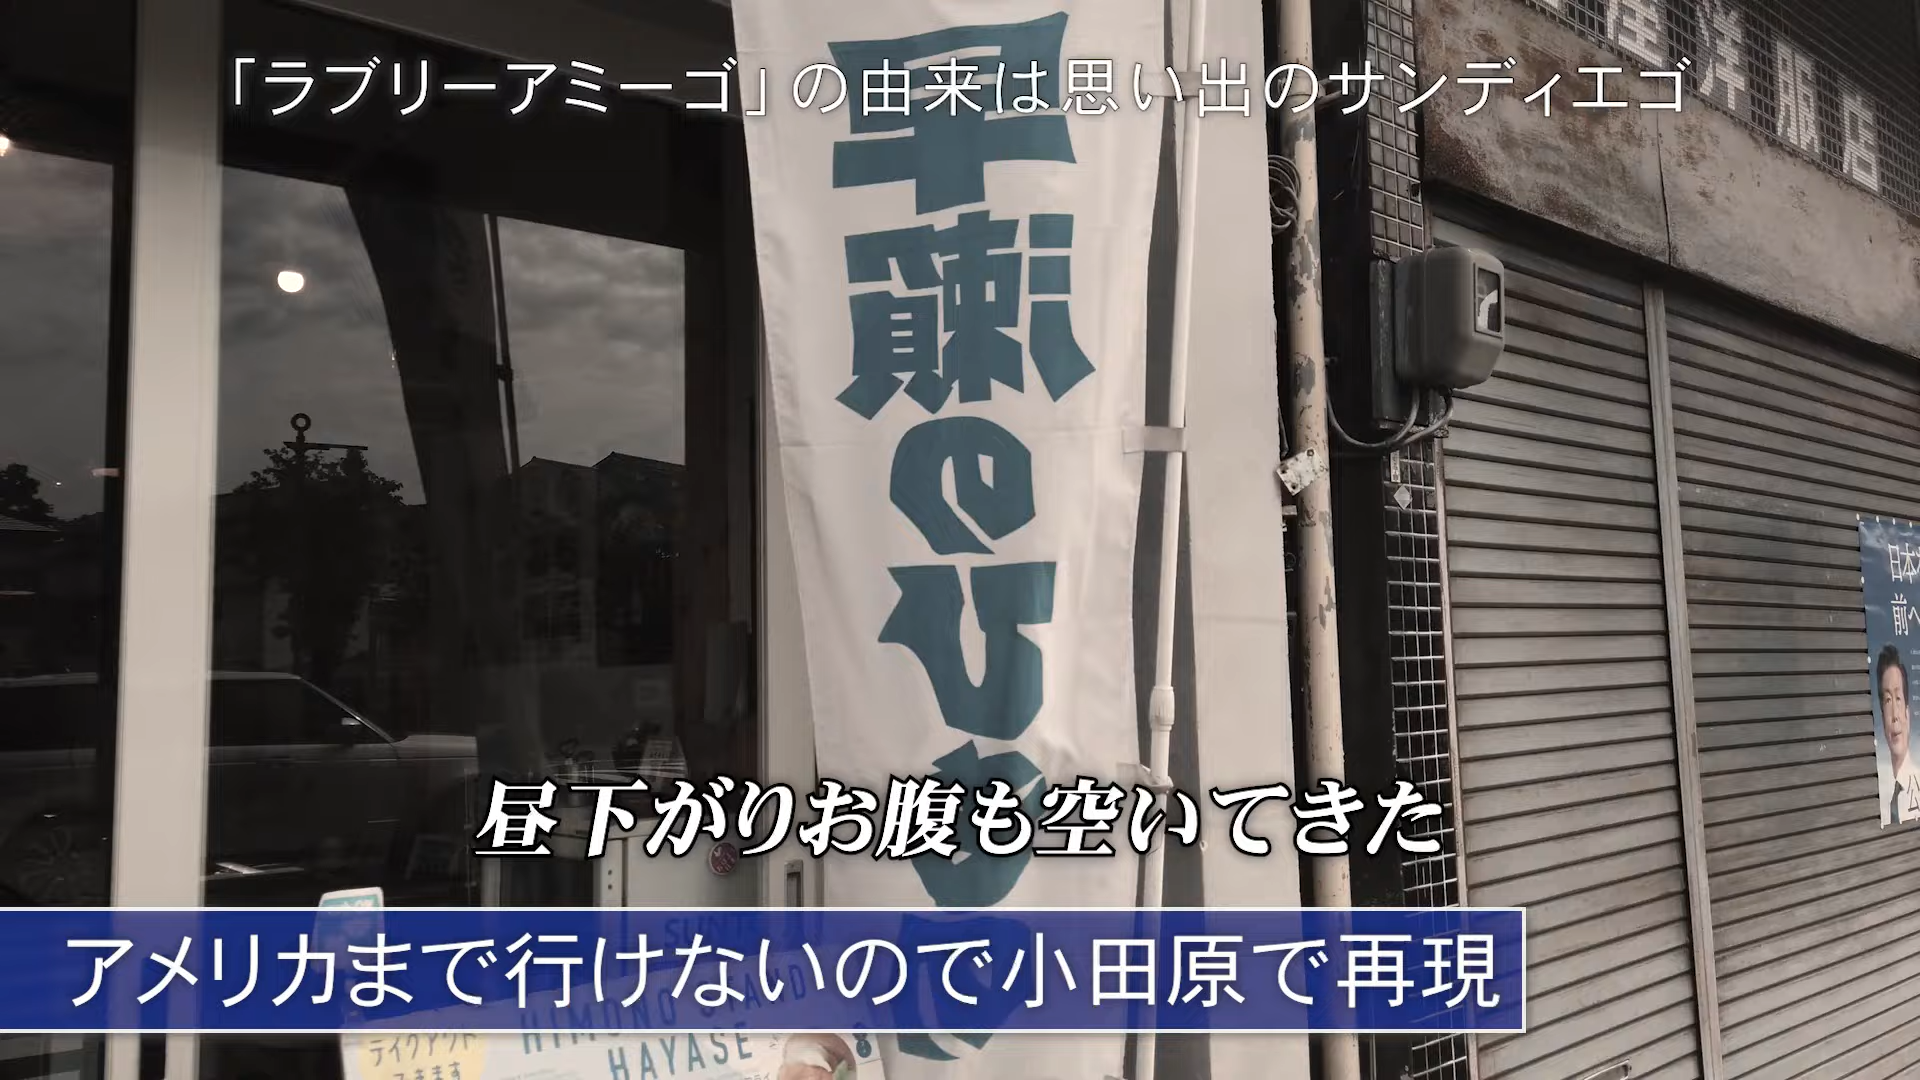 「ラブリーアミーゴ」の由来は思い出のサンディエゴ
洋服店
早瀬のひもの
日本
前へ
昼下がりお腹も空いてきた
アメリカまで行けないので小田原で再現
HIMONO STAND
HAYASE
テイクアウト